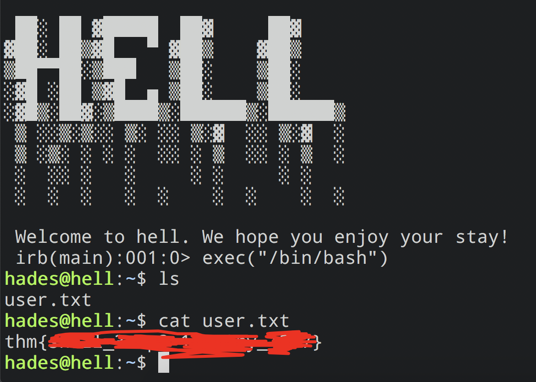 HELL
Welcome to hell. We hope you enjoy your stay!
irb(main):001:0> exec("/bin/bash")
hades@hell:~$ ls
user.txt
hades@hell:~$ cat user.txt
thm{ }
hades@hell:~$